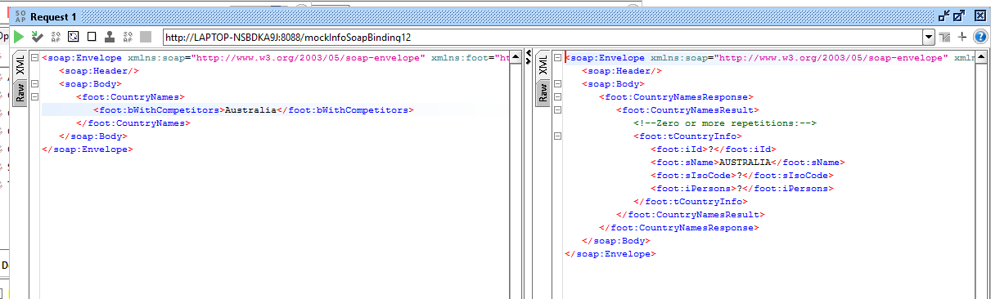 SO
AP Request 1
http://LAPTOP-NSBDKA9J:8088/mockInfoSoapBinding12
XML
Raw
<soap:Envelope xmlns:soap="http://www.w3.org/2003/05/soap-envelope" xmlns:foot="ht
<soap:Header/>
<soap:Body>
<foot:CountryNames>
<foot:bWithCompetitors>Australia</foot:bWithCompetitors>
</foot:CountryNames>
</soap:Body>
</soap:Envelope>
XML
Raw
<soap:Envelope xmlns:soap="http://www.w3.org/2003/05/soap-envelope" xmln
<soap:Header/>
<soap:Body>
<foot:CountryNamesResponse>
<foot:CountryNamesResult>
<!--Zero or more repetitions:-->
<foot:tCountryInfo>
<foot:iId>?</foot:iId>
<foot:sName>AUSTRALIA</foot:sName>
<foot:sIsoCode>?</foot:sIsoCode>
<foot:iPersons>?</foot:iPersons>
</foot:tCountryInfo>
</foot:CountryNamesResult>
</foot:CountryNamesResponse>
</soap:Body>
</soap:Envelope>